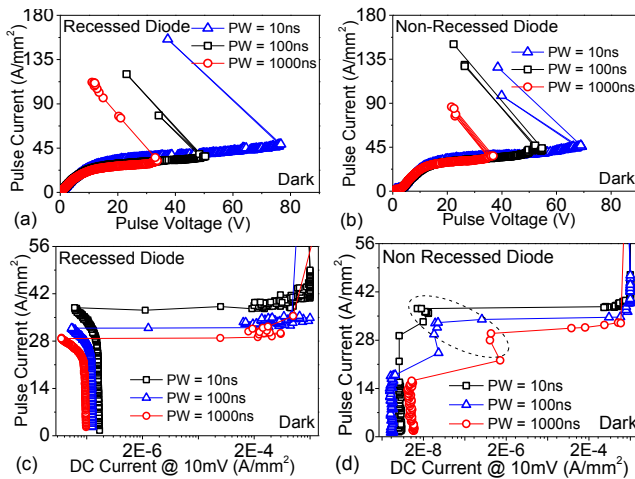 180
135
90
45
0
Pulse Current (A/mm²)
Recessed Diode
PW = 10ns
PW = 100ns
PW = 1000ns
Dark
0 20 40 60 80
(a)
Pulse Voltage (V)
180
135
90
45
0
Pulse Current (A/mm²)
Non-Recessed Diode
PW = 10ns
PW = 100ns
PW = 1000ns
Dark
0 20 40 60 80
(b)
Pulse Voltage (V)
56
42
28
14
0
Pulse Current (A/mm²)
Recessed Diode
PW = 10ns
PW = 100ns
PW = 1000ns
Dark
2E-6 2E-4
(c)
DC Current @ 10mV (A/mm²)
56
42
28
14
0
Pulse Current (A/mm²)
Non Recessed Diode
PW = 10ns
PW = 100ns
PW = 1000ns
Dark
2E-8 2E-6 2E-4
(d)
DC Current @ 10mV (A/mm²)